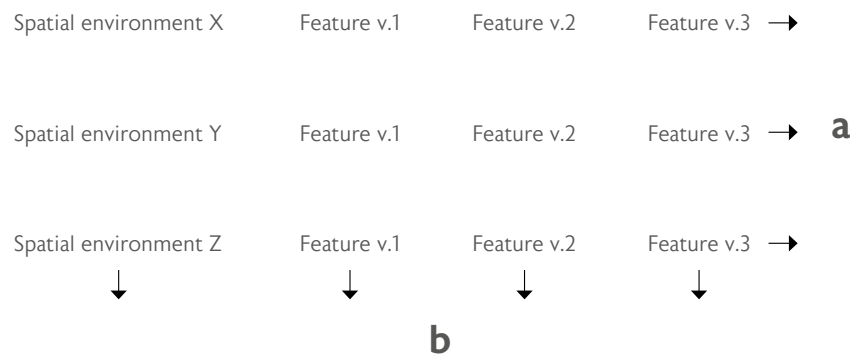 Spatial environment X Feature v.1 Feature v.2 Feature v.3
Spatial environment Y Feature v.1 Feature v.2 Feature v.3
a
Spatial environment Z Feature v.1 Feature v.2 Feature v.3
b